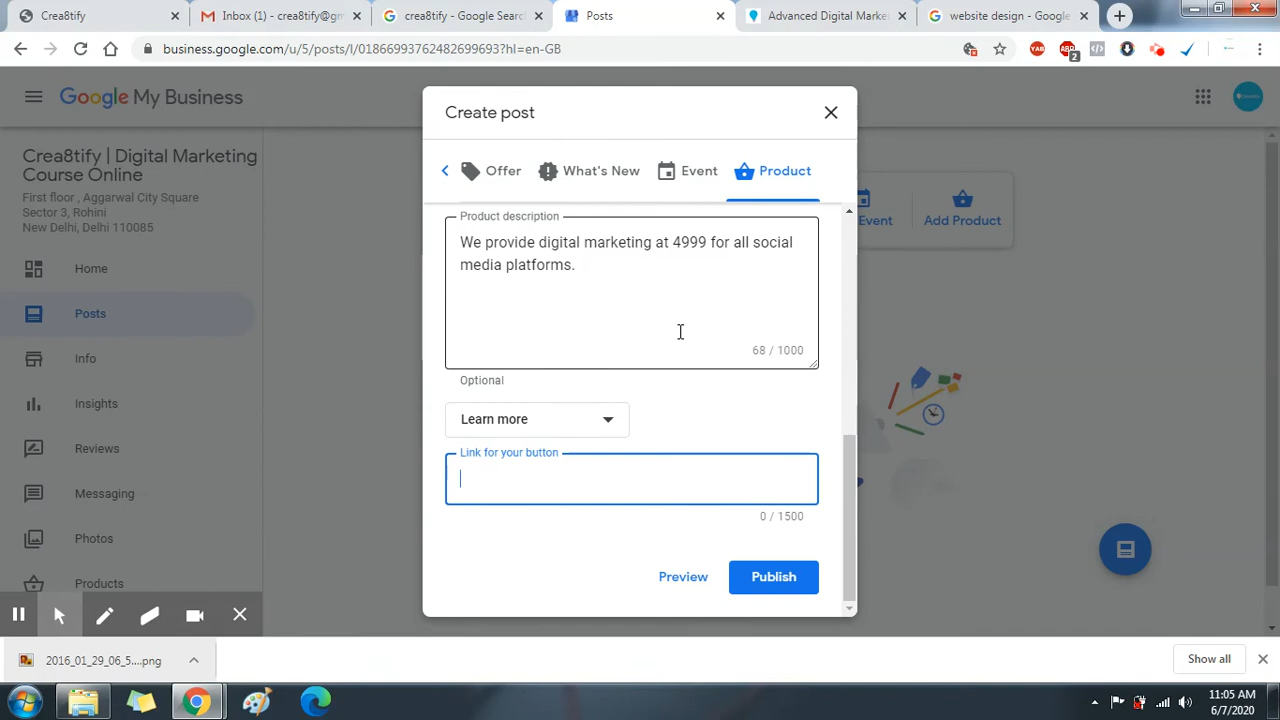 Crea8tify
Inbox (1) - crea8tify@gm
crea8tify - Google Searc
Posts
Advanced Digital Marke
website design - Google
business.google.com/u/5/posts/l/01866993762482699693?hl=en-GB
YAB
ABP
2
Google My Business
Create post
Offer
What's New
Event
Product
Crea8tify | Digital Marketing
Course Online
First floor , Aggarwal City Square
Sector 3, Rohini
New Delhi, Delhi 110085
Home
Posts
Info
Insights
Reviews
Messaging
Photos
Products
Event
Add Product
Product description
We provide digital marketing at 4999 for all social
media platforms.
68 / 1000
Optional
Learn more
Link for your button
0 / 1500
Preview
Publish
2016_01_29_06_5....png
Show all
11:05 AM
6/7/2020